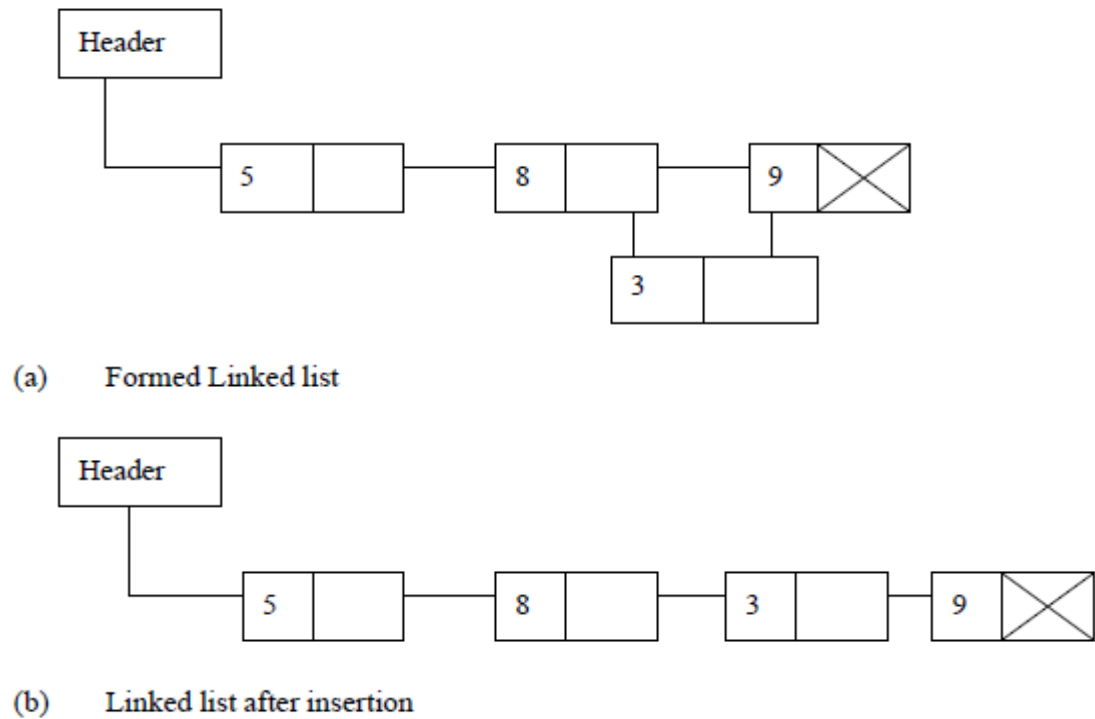 Header
5 8 9
3
(a) Formed Linked list
Header
5 8 3 9
(b) Linked list after insertion